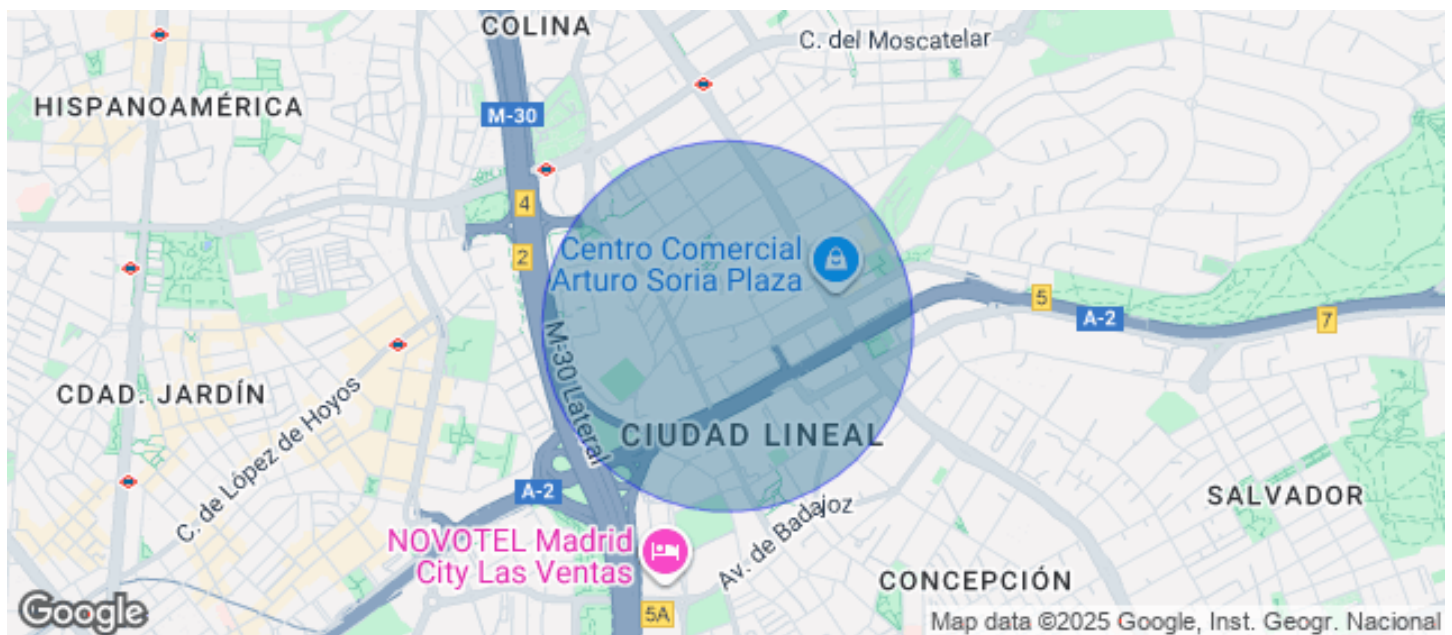 COLINA
C. del Moscatelar
HISPANOAMÉRICA
M-30
4
2
Centro Comercial
Arturo Soria Plaza
5
A-2
7
M-30 Lateral
CDAD. JARDÍN
C. de López de Hoyos
CIUDAD LINEAL
A-2
SALVADOR
Av. de Badajoz
NOVOTEL Madrid
City Las Ventas
CONCEPCIÓN
5A
Google
Map data ©2025 Google, Inst. Geogr. Nacional